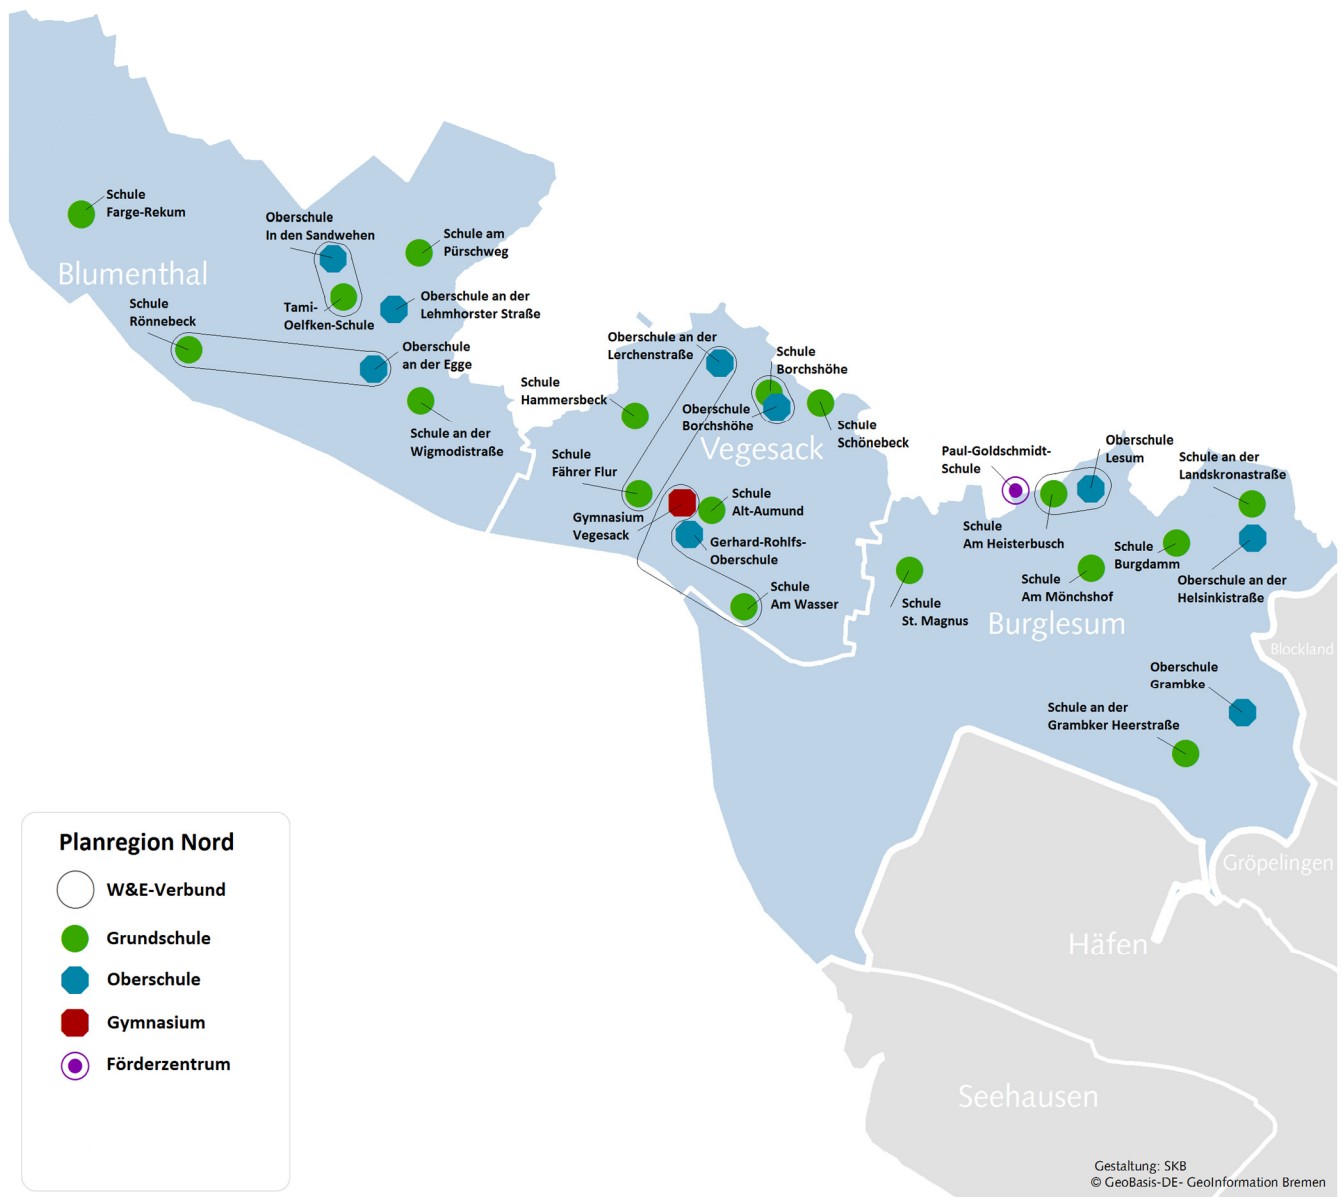 Schule
Farge-Rekum
Oberschule
In den Sandwehen
Schule am
Pürschweg
Blumenthal
Schule
Rönnebeck
Tami-
Oelfken-Schule
Oberschule an der
Lehmhorster Straße
Oberschule
an der Egge
Schule an der
Wigmodistraße
Oberschule an der
Lerchenstraße
Schule
Borchshöhe
Schule
Hammersbeck
Oberschule
Borchshöhe
Schule
Schönebeck
Vegesack
Schule
Fährer Flur
Schule
Alt-Aumund
Gymnasium
Vegesack
Gerhard-Rohlfs-
Oberschule
Schule
Am Wasser
Paul-Goldschmidt-
Schule
Oberschule
Lesum
Schule an der
Landskronastraße
Schule
Am Heisterbusch
Schule
Burgdamm
Schule
Am Mönchshof
Oberschule an der
Helsinkistraße
Schule
St. Magnus
Burglesum
Blockland
Oberschule
Grambke
Schule an der
Grambker Heerstraße
Gröpelingen
Häfen
Seehausen
Planregion Nord
W&E-Verbund
Grundschule
Oberschule
Gymnasium
Förderzentrum
Gestaltung: SKB
© GeoBasis-DE- GeoInformation Bremen